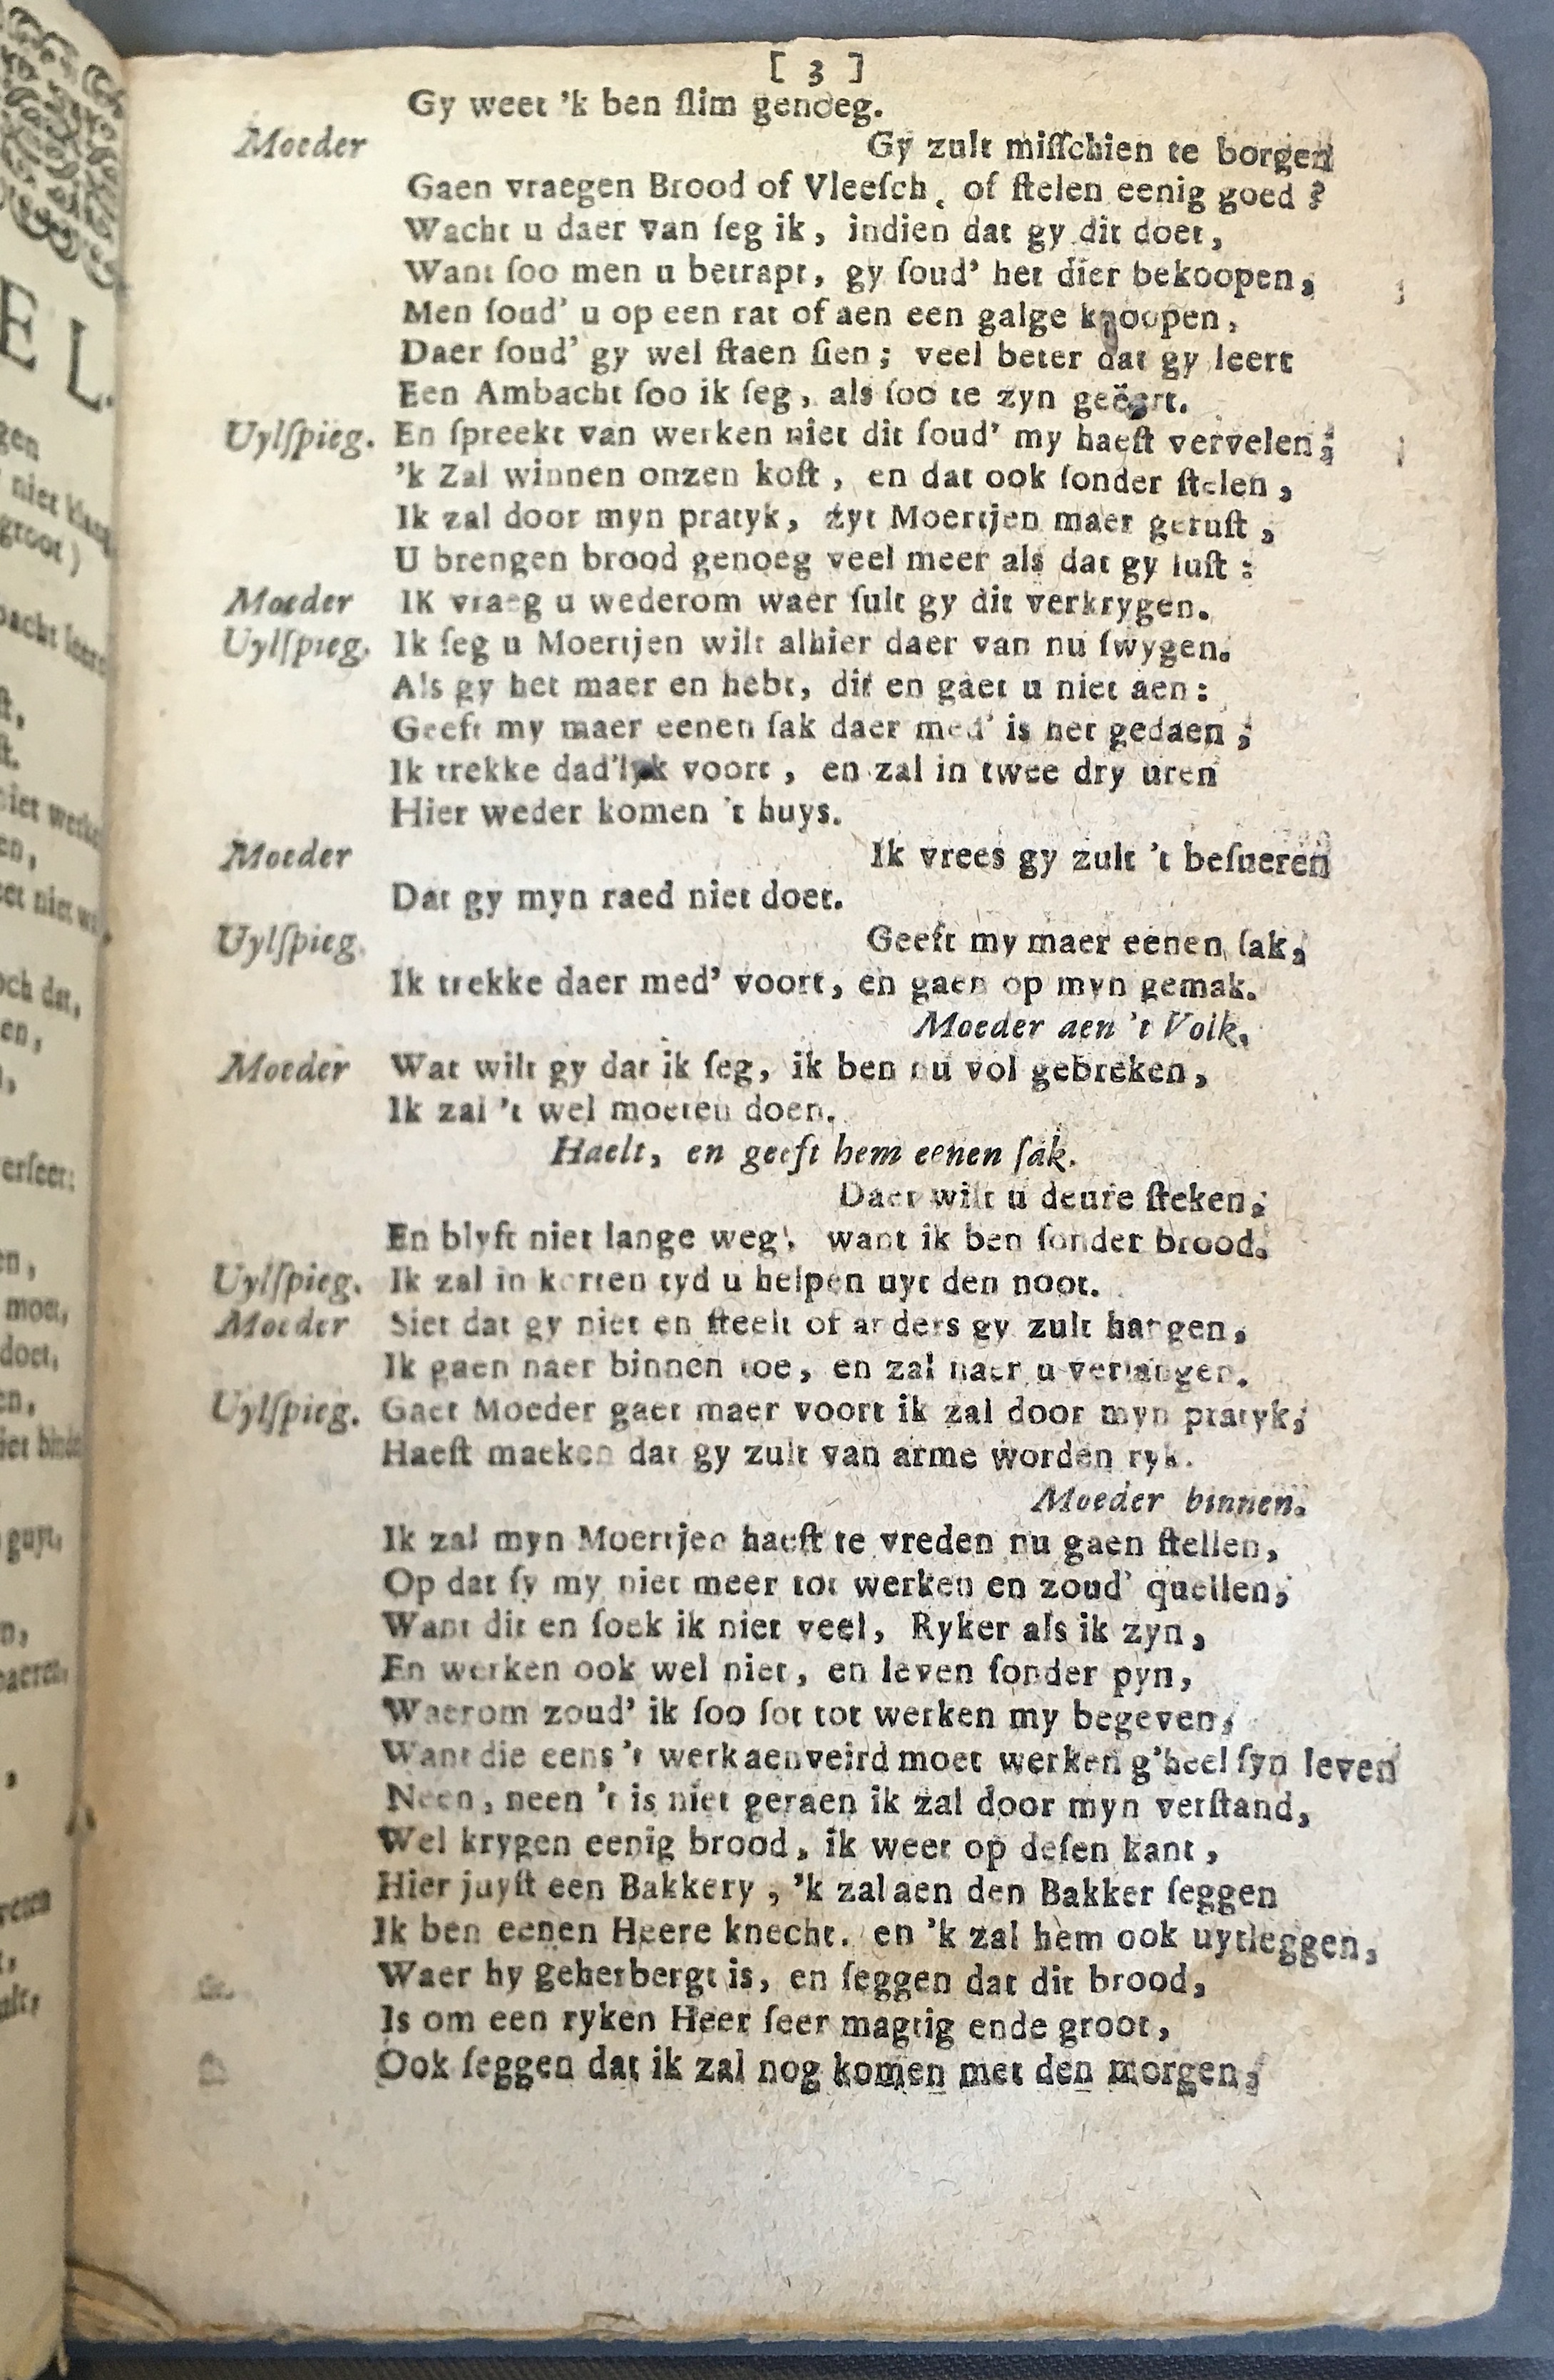 [ 3 ]
Gy weet 'k ben ſlim genoeg.
Moeder Gy zult miſſchien te borgen
Gaen vraegen Brood of Vleeſch, of ſtelen eenig goed ?
Wacht u daer van ſeg ik, indien dat gy dit doet,
Want ſoo men u betrapt, gy ſoud' het dier bekoopen,
Men ſoud' u op een rat of aen een galge knoopen,
Daer ſoud' gy wel ſtaen ſien; veel beter dat gy leert
Een Ambacht ſoo ik ſeg, als ſoo te zyn geëert.
Uylſpieg. En ſpreekt van werken niet dit ſoud' my haeſt vervelen;
'k Zal winnen onzen koſt, en dat ook ſonder ſtelen,
Ik zal door myn pratyk, zyt Moertjen maer geruſt,
U brengen brood genoeg veel meer als dat gy luſt:
Moeder IK vraeg u wederom waer ſult gy dit verkrygen.
Uylſpieg. Ik ſeg u Moertjen wilt alhier daer van nu ſwygen.
Als gy het maer en hebt, dit en gaet u niet aen:
Geeft my maer eenen ſak daer med' is het gedaen;
Ik trekke dad'lyk voort, en zal in twee dry uren
Hier weder komen 't huys.
Moeder Ik vrees gy zult 't beſueren
Dat gy myn raed niet doet.
Uylſpieg. Geeft my maer eenen ſak,
Ik trekke daer med' voort, en gaen op myn gemak.
Moeder aen 't Volk.
Moeder Wat wilt gy dat ik ſeg, ik ben nu vol gebreken,
Ik zal 't wel moeten doen.
Haelt, en geeft hem eenen ſak.
Daer wilt u deure ſteken;
En blyft niet lange weg, want ik ben ſonder brood.
Uylſpieg. Ik zal in korten tyd u helpen uyt den noot.
Moeder Siet dat gy niet en ſteelt of anders gy zult hangen,
Ik gaen naer binnen toe, en zal naer u verlangen.
Uylſpieg. Gaet Moeder gaet maer voort ik zal door myn pratyk,
Haeſt maeken dat gy zult van arme worden ryk.
Moeder binnen.
Ik zal myn Moertjen haeſt te vreden nu gaen ſtellen,
Op dat ſy my niet meer tot werken en zoud' quellen,
Want dit en ſoek ik niet veel, Ryker als ik zyn,
En werken ook wel niet, en leven ſonder pyn,
Waerom zoud' ik ſoo ſot tot werken my begeven,
Want die eens 't werk aenveird moet werken g'heel ſyn leven
Neen, neen 't is niet geraen ik zal door myn verſtand,
Wel krygen eenig brood, ik weet op deſen kant,
Hier juyſt een Bakkery, 'k zal aen den Bakker ſeggen
Ik ben eenen Heere knecht. en 'k zal hem ook uytleggen,
Waer hy geherbergt is, en ſeggen dat dit brood,
Is om een ryken Heer ſeer magtig ende groot,
Ook ſeggen dat ik zal nog komen met den morgen,